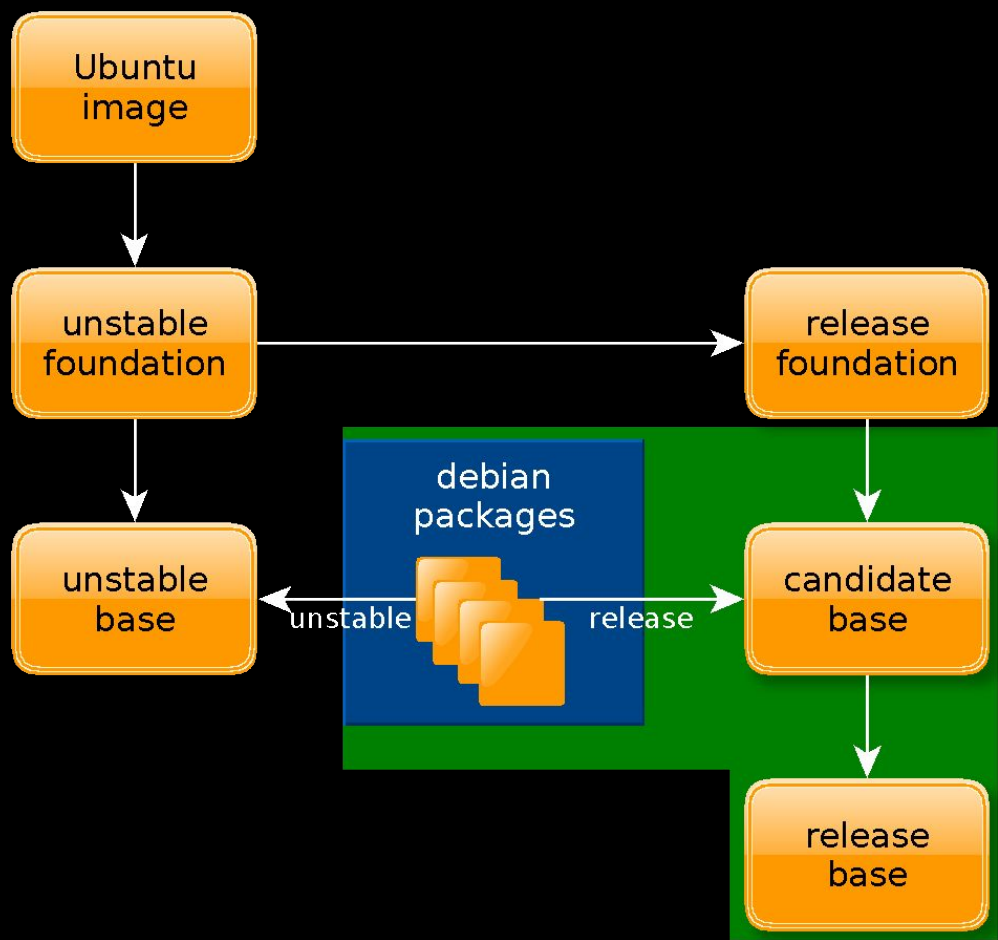 Ubuntu
image
unstable
foundation
release
foundation
debian
packages
unstable
base
unstable
release
candidate
base
release
base